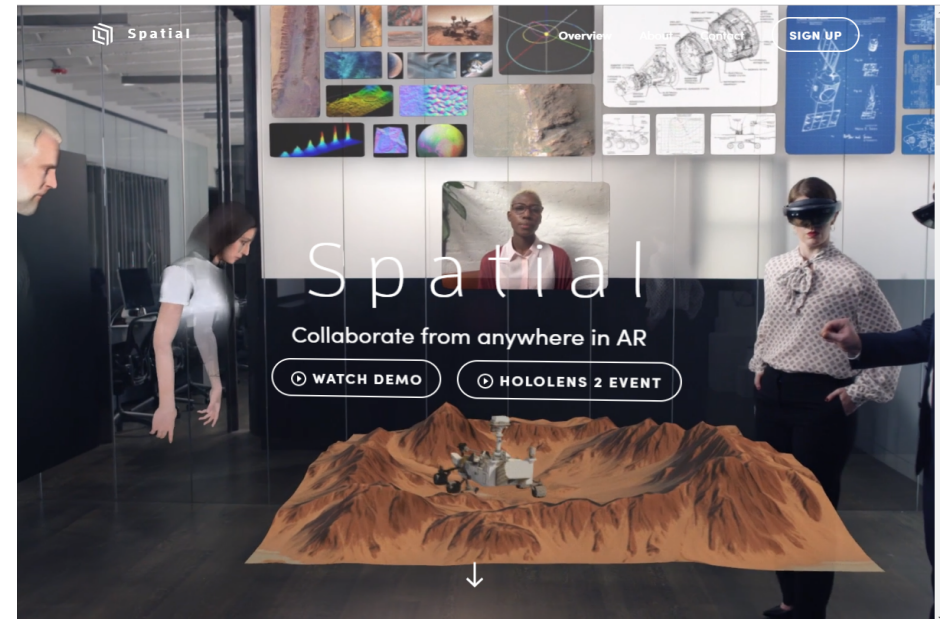 Spatial
Overview
About
Contact
SIGN UP
Spatial
Collaborate from anywhere in AR
WATCH DEMO
HOLOLENS 2 EVENT